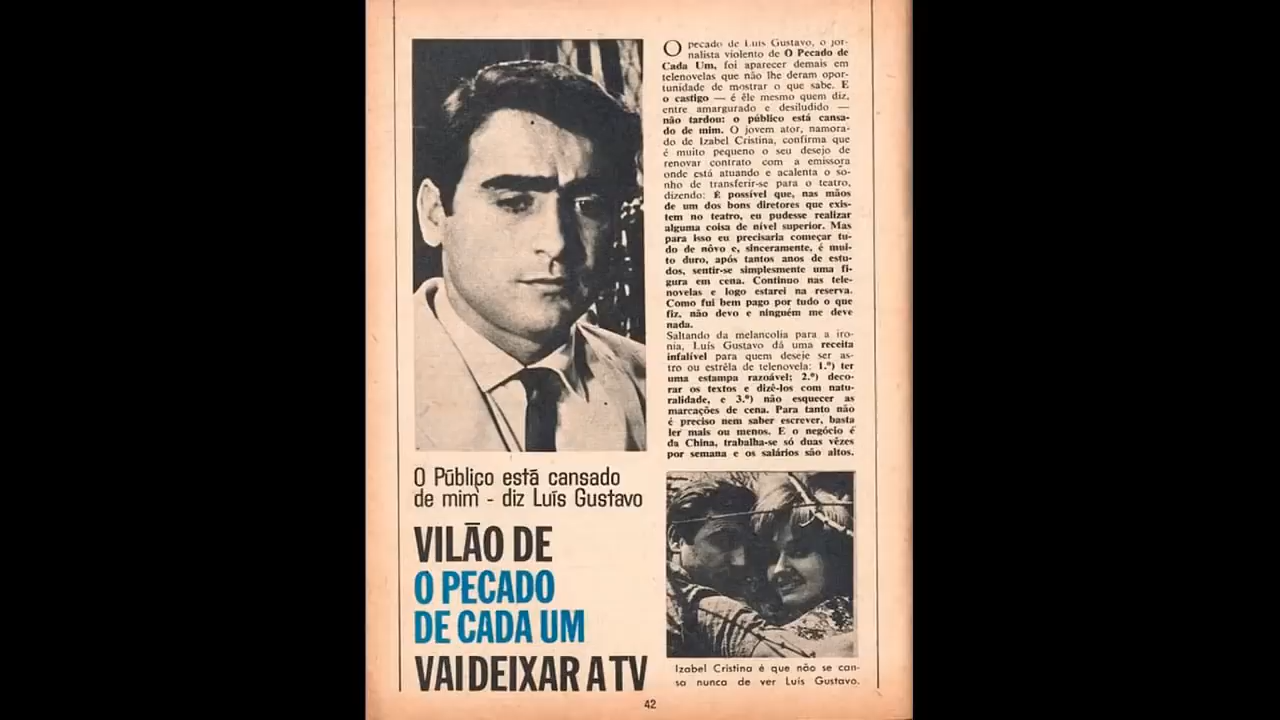 O pecado de Luís Gustavo, o jor-
nalista violento de O Pecado de
Cada Um, foi aparecer demais em
telenovelas que não lhe deram opor-
tunidade de mostrar o que sabe. E
o castigo — é êle mesmo quem diz,
entre amargurado e desiludido —
não tardou: o público está cansa-
do de mim. O jovem ator, namora-
do de Izabel Cristina, confirma que
é muito pequeno o seu desejo de
renovar contrato com a emissora
onde está atuando e acalenta o so-
nho de transferir-se para o teatro,
dizendo: É possível que, nas mãos
de um dos bons diretores que exis-
tem no teatro, eu pudesse realizar
alguma coisa de nível superior. Mas
para isso eu precisaria começar tu-
do de nôvo e, sinceramente, é mui-
to duro, após tantos anos de estu-
dos, sentir-se simplesmente uma fi-
gura em cena. Continuo nas tele-
novelas e logo estarei na reserva.
Como fui bem pago por tudo o que
fiz, não devo e ninguém me deve
nada.
Saltando da melancolia para a iro-
nia, Luís Gustavo dá uma receita
infalível para quem deseje ser as-
tro ou estrêla de telenovela: 1.º) ter
uma estampa razoável; 2.º) deco-
rar os textos e dizê-los com natu-
ralidade, e 3.º) não esquecer as
marcações de cena. Para tanto não
é preciso nem saber escrever, basta
ler mais ou menos. E o negócio é
da China, trabalha-se só duas vêzes
por semana e os salários são altos.
O Público está cansado
de mim - diz Luís Gustavo
VILÃO DE
O PECADO
DE CADA UM
VAI DEIXAR A TV
Izabel Cristina é que não se can-
sa nunca de ver Luís Gustavo.
42